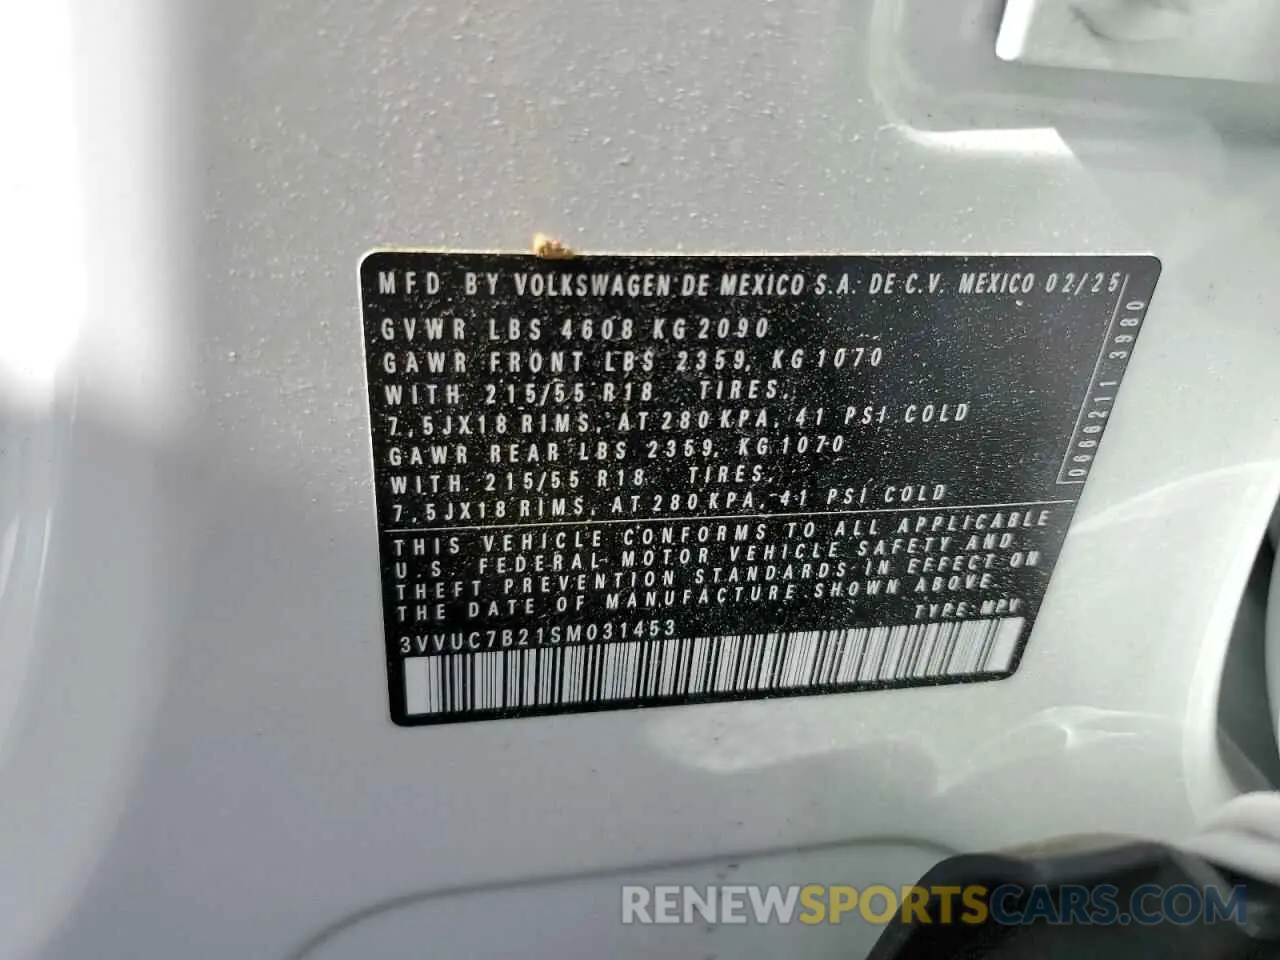 MFD. BY VOLKSWAGEN DE MEXICO S.A. DE C.V. MEXICO 02/25
GVWR LBS 4608 KG 2090
GAWR FRONT LBS 2359, KG 1070
WITH 215/55 R18 TIRES,
7,5JX18 RIMS, AT 280 KPA, 41 PSI COLD
GAWR REAR LBS 2359, KG 1070
WITH 215/55 R18 TIRES,
7,5JX18 RIMS, AT 280 KPA, 41 PSI COLD
0666211 3980
THIS VEHICLE CONFORMS TO ALL APPLICABLE
U.S. FEDERAL MOTOR VEHICLE SAFETY AND
THEFT PREVENTION STANDARDS IN EFFECT ON
THE DATE OF MANUFACTURE SHOWN ABOVE
TYPE: MPV
3VVUC7B21SM031453
RENEWSPORTSCARS.COM